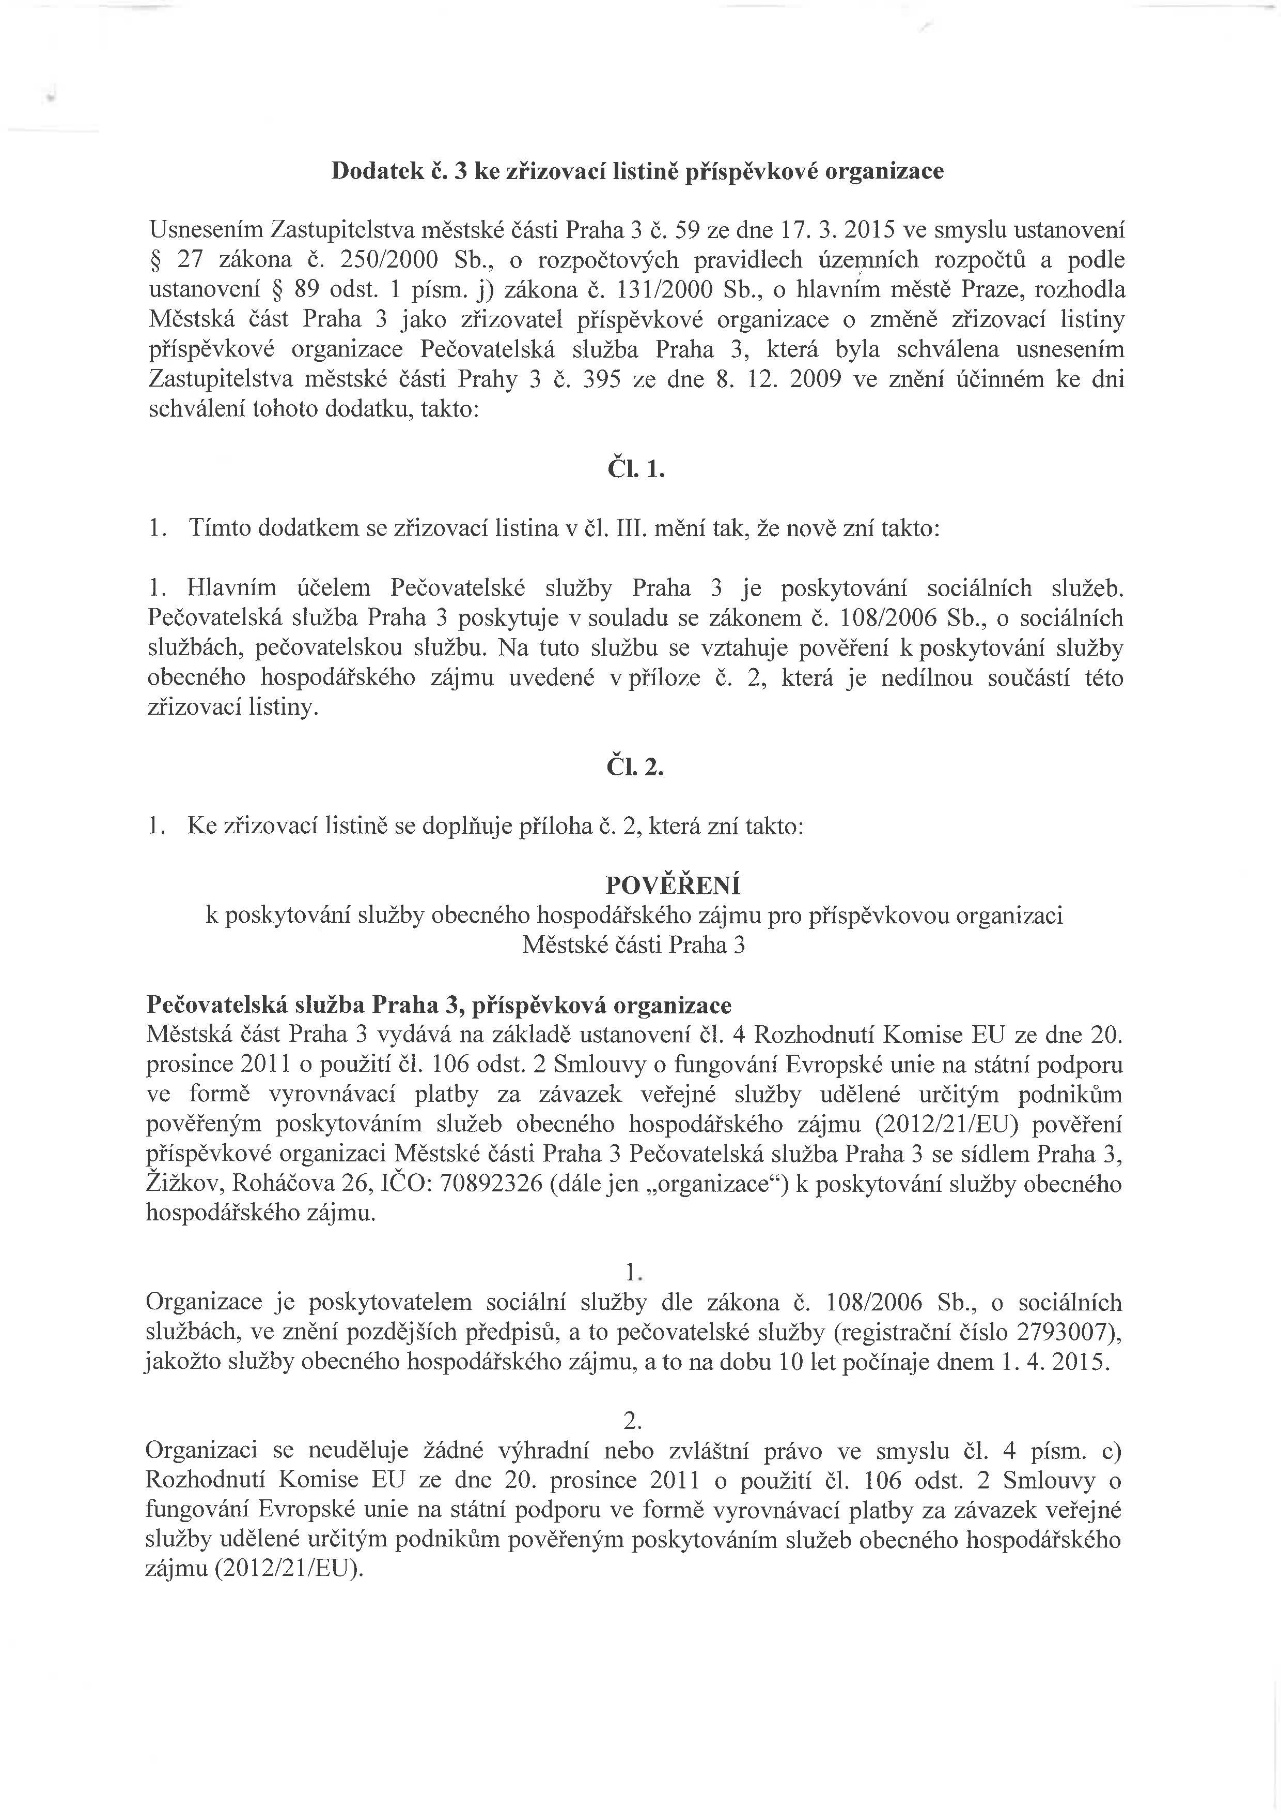 Dodatek č. 3 ke zřizovací listině příspěvkové organizace
Usnesením Zastupitelstva městské části Praha 3 č. 59 ze dne 17. 3. 2015 ve smyslu ustanovení
§ 27 zákona č. 250/2000 Sb., o rozpočtových pravidlech územních rozpočtů a podle
ustanovení § 89 odst. 1 písm. j) zákona č. 131/2000 Sb., o hlavním městě Praze, rozhodla
Městská část Praha 3 jako zřizovatel příspěvkové organizace o změně zřizovací listiny
příspěvkové organizace Pečovatelská služba Praha 3, která byla schválena usnesením
Zastupitelstva městské části Prahy 3 č. 395 ze dne 8. 12. 2009 ve znění účinném ke dni
schválení tohoto dodatku, takto:
Čl. 1.
1. Tímto dodatkem se zřizovací listina v čl. III. mění tak, že nově zní takto:
1. Hlavním účelem Pečovatelské služby Praha 3 je poskytování sociálních služeb.
Pečovatelská služba Praha 3 poskytuje v souladu se zákonem č. 108/2006 Sb., o sociálních
službách, pečovatelskou službu. Na tuto službu se vztahuje pověření k poskytování služby
obecného hospodářského zájmu uvedené v příloze č. 2, která je nedílnou součástí této
zřizovací listiny.
Čl. 2.
1. Ke zřizovací listině se doplňuje příloha č. 2, která zní takto:
POVĚŘENÍ
k poskytování služby obecného hospodářského zájmu pro příspěvkovou organizaci
Městské části Praha 3
Pečovatelská služba Praha 3, příspěvková organizace
Městská část Praha 3 vydává na základě ustanovení čl. 4 Rozhodnutí Komise EU ze dne 20.
prosince 2011 o použití čl. 106 odst. 2 Smlouvy o fungování Evropské unie na státní podporu
ve formě vyrovnávací platby za závazek veřejné služby udělené určitým podnikům
pověřeným poskytováním služeb obecného hospodářského zájmu (2012/21/EU) pověření
příspěvkové organizaci Městské části Praha 3 Pečovatelská služba Praha 3 se sídlem Praha 3,
Žižkov, Roháčova 26, IČO: 70892326 (dále jen „organizace“) k poskytování služby obecného
hospodářského zájmu.
1.
Organizace je poskytovatelem sociální služby dle zákona č. 108/2006 Sb., o sociálních
službách, ve znění pozdějších předpisů, a to pečovatelské služby (registrační číslo 2793007),
jakožto služby obecného hospodářského zájmu, a to na dobu 10 let počínaje dnem 1. 4. 2015.
2.
Organizaci se neuděluje žádné výhradní nebo zvláštní právo ve smyslu čl. 4 písm. c)
Rozhodnutí Komise EU ze dne 20. prosince 2011 o použití čl. 106 odst. 2 Smlouvy o
fungování Evropské unie na státní podporu ve formě vyrovnávací platby za závazek veřejné
služby udělené určitým podnikům pověřeným poskytováním služeb obecného hospodářského
zájmu (2012/21/EU).